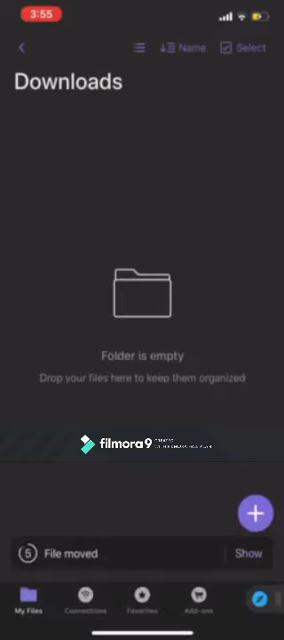 3:55
Name
Select
Downloads
Folder is empty
Drop your files here to keep them organized
filmora9
5
File moved
Show
My Files
Connections
Favorites
Add-ons